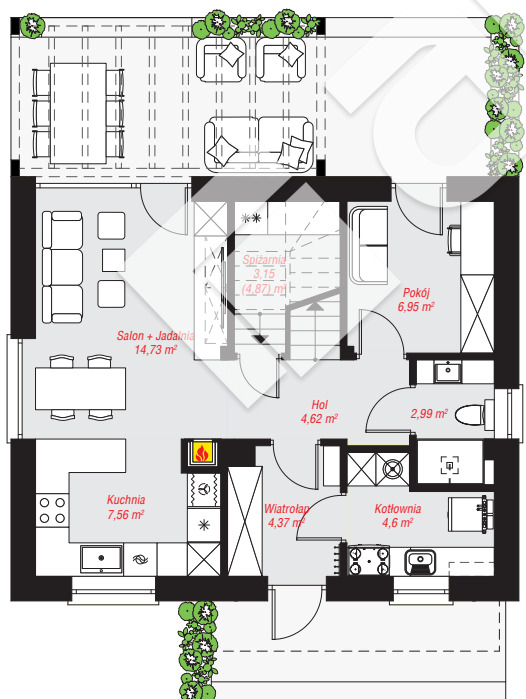 Spiżarnia
3,15
(4,87) m²
Pokój
6,95 m²
Salon + Jadalnia
14,73 m²
Hol
4,62 m²
2,99 m²
Kuchnia
7,56 m²
Wiatrołap
4,37 m²
Kotłownia
4,6 m²